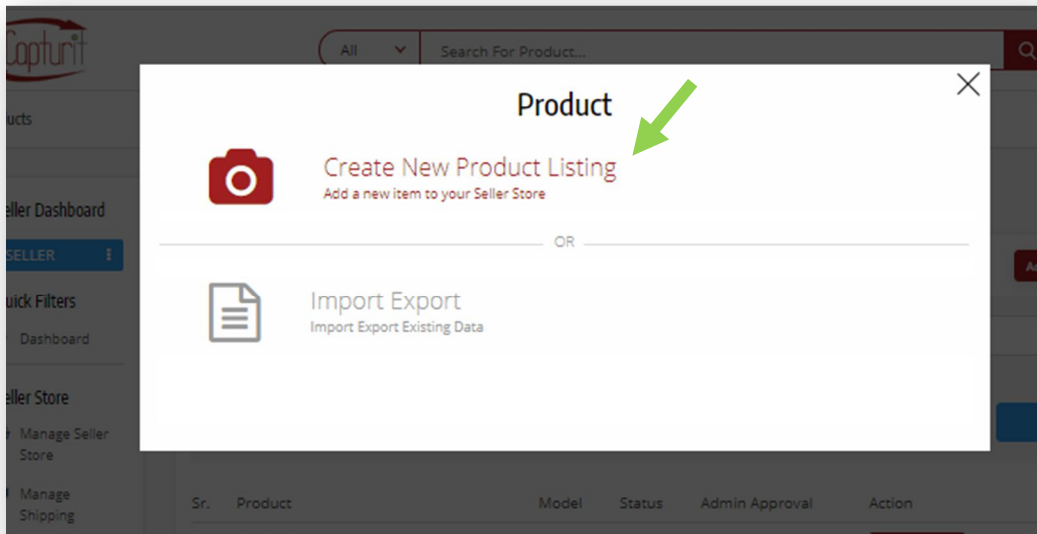 Capturit
All
Search For Product...
Product
ucts
Create New Product Listing
Add a new item to your Seller Store
eller Dashboard
OR
SELLER
Ad
uick Filters
Import Export
Import Export Existing Data
Dashboard
eller Store
Manage Seller
Store
Manage
Shipping
Sr. Product Model Status Admin Approval Action